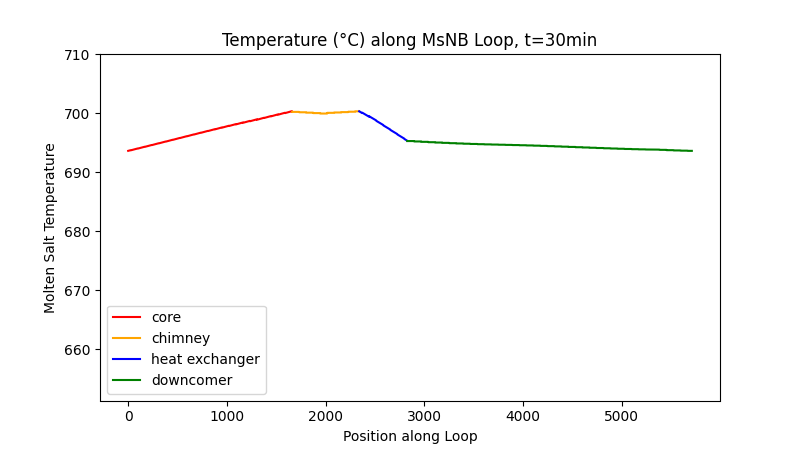 Temperature (°C) along MsNB Loop, t=30min
Molten Salt Temperature
710
700
690
680
670
660
core
chimney
heat exchanger
downcomer
0
1000
2000
3000
4000
5000
Position along Loop